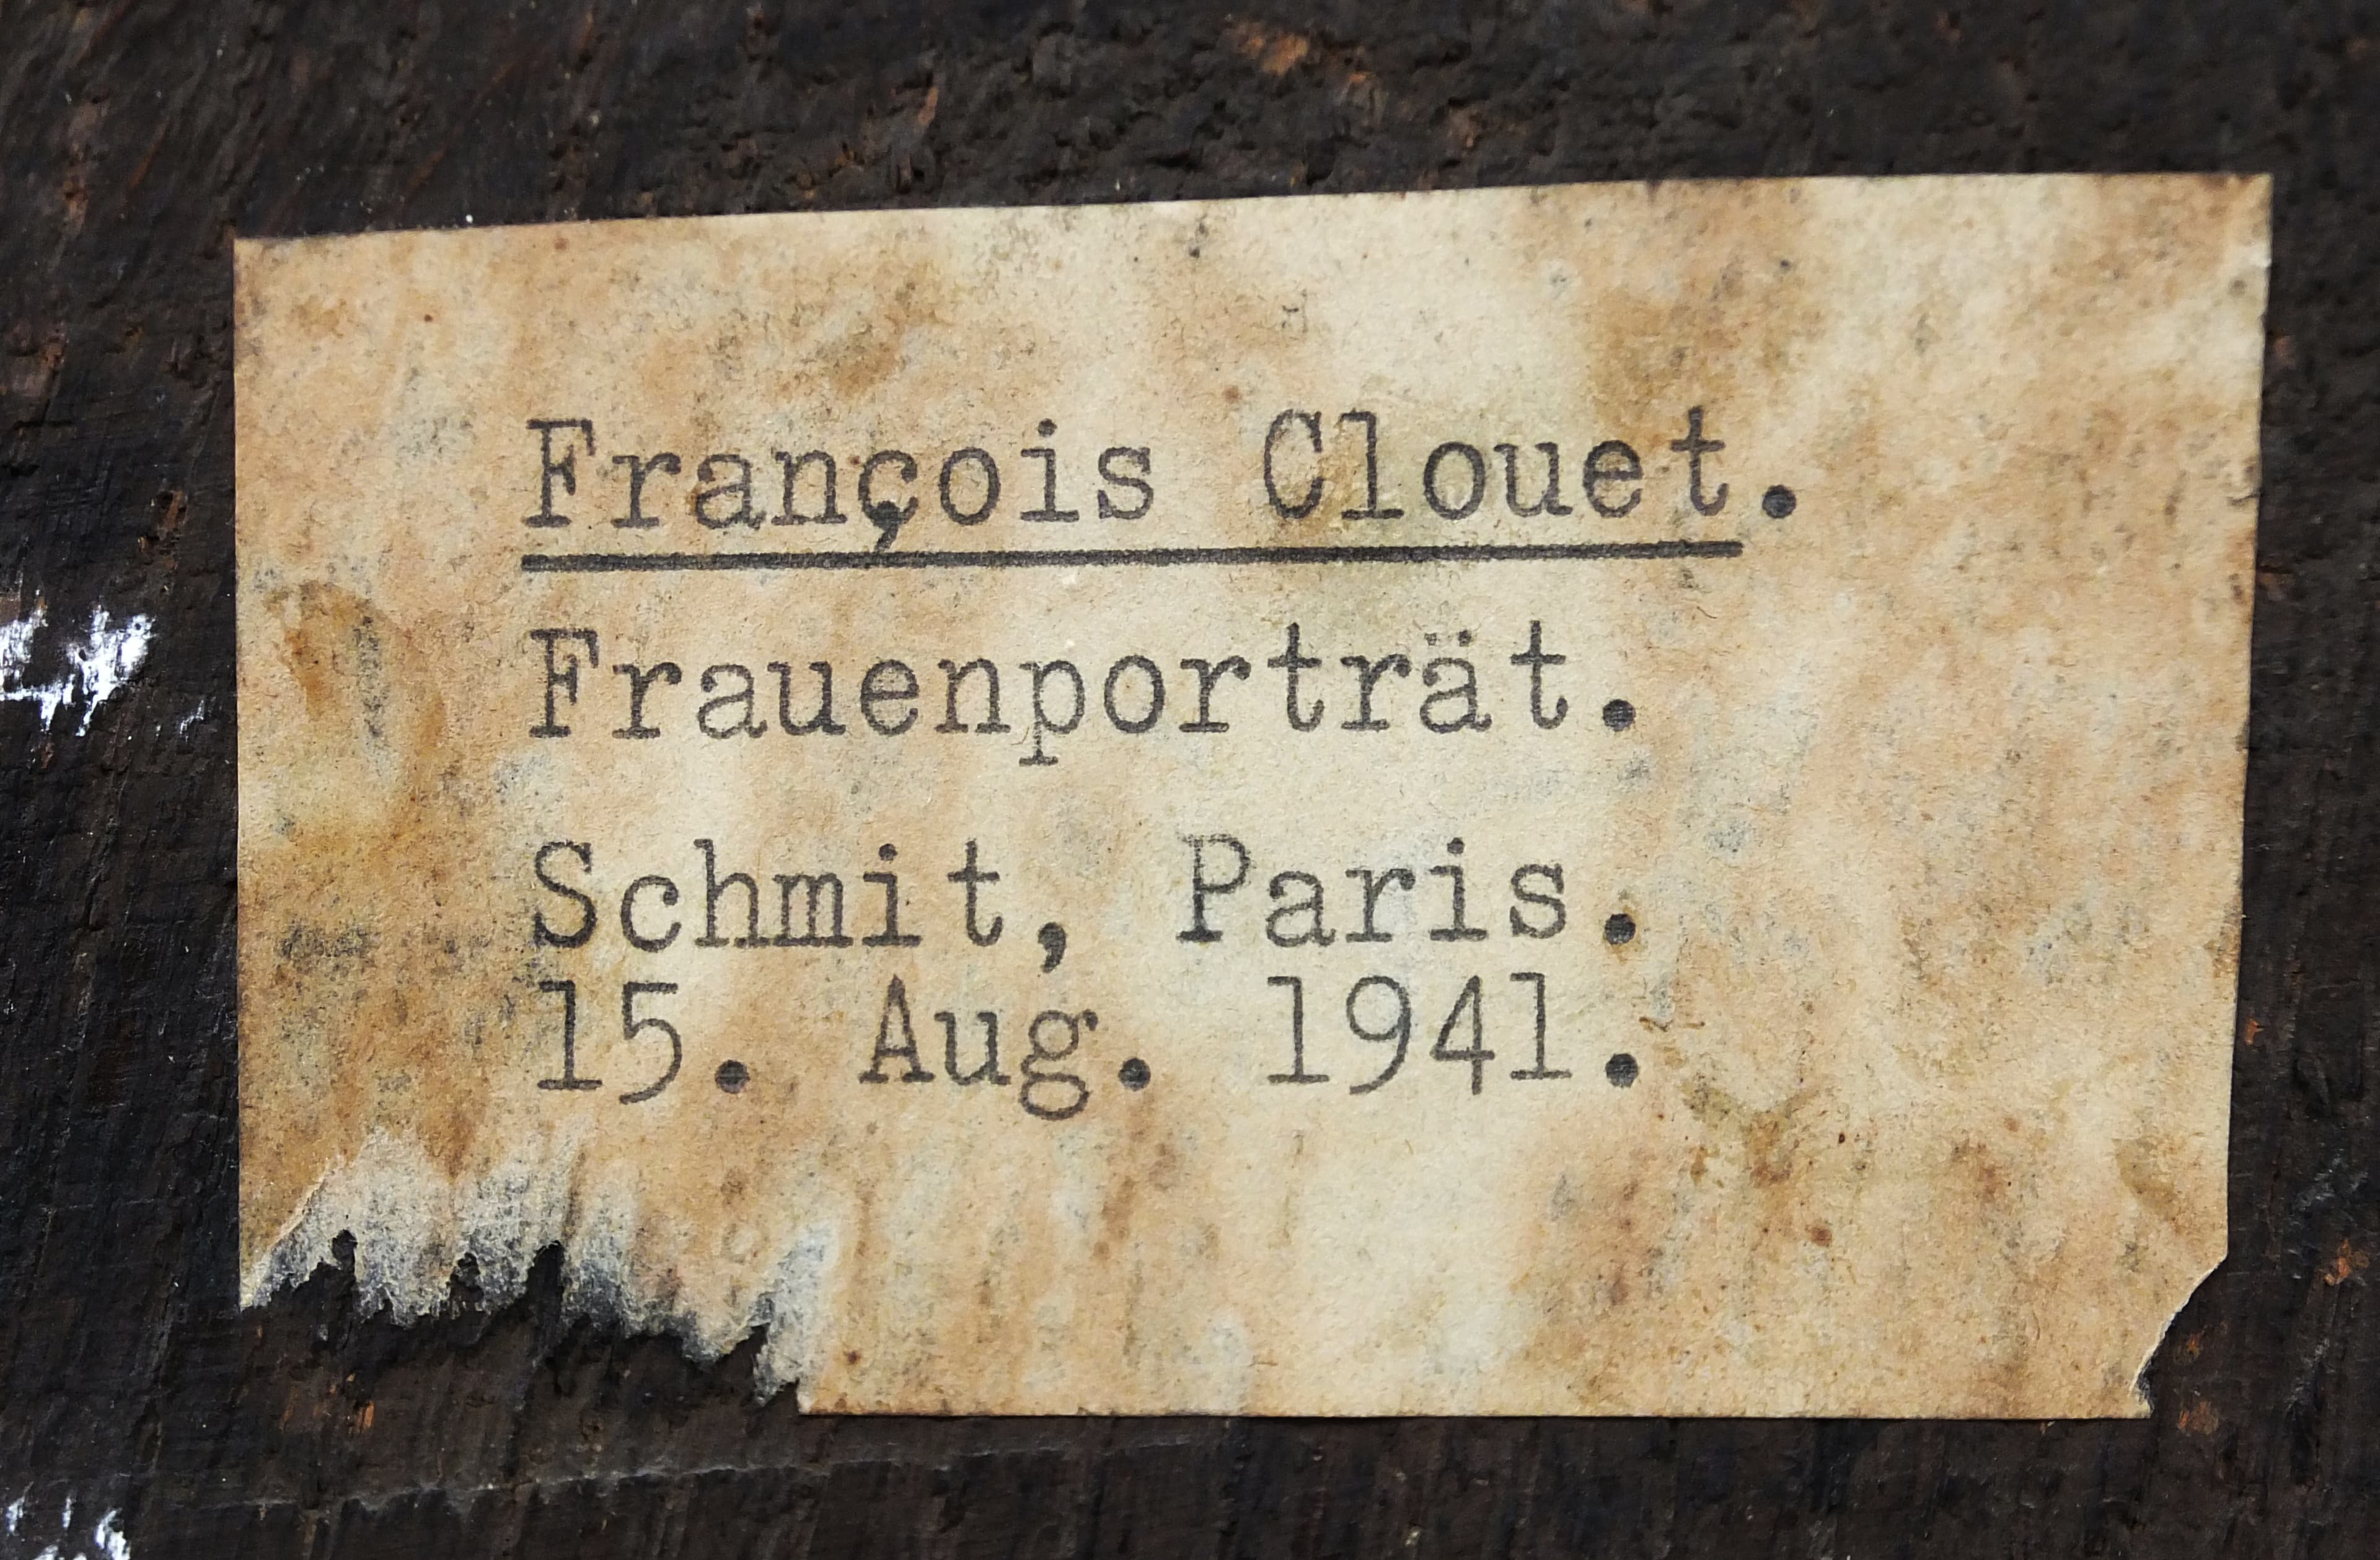 François Clouet.
Frauenporträt.
Schmit, Paris.
15. Aug. 1941.